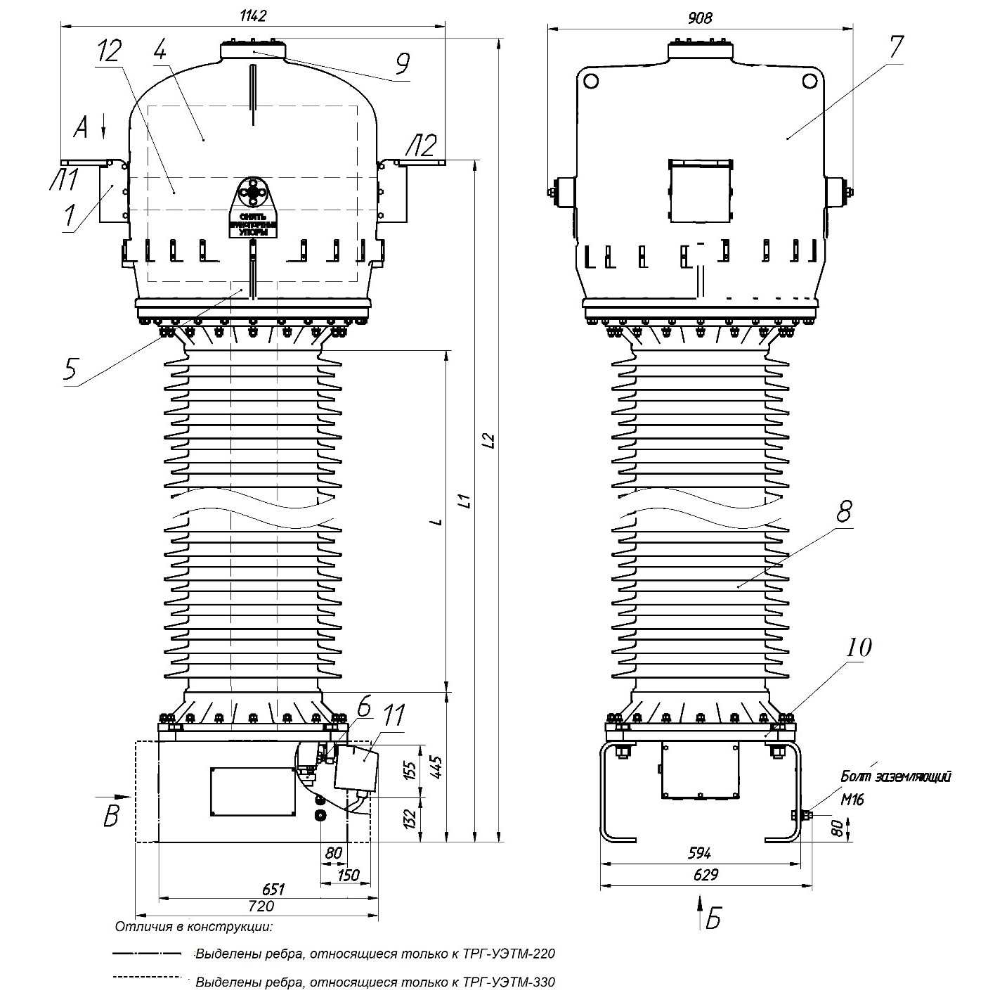 1142
908
12
4
9
7
А
Л1
Л2
1
СНЯТЬ
ТРАНСПОРТНЫЕ
УПОРЫ
5
L2
L1
L
8
10
6
11
155
445
132
В
80
150
651
720
Болт заземляющий
М16
80
594
629
Б
Отличия в конструкции:
Выделены ребра, относящиеся только к ТРГ-УЭТМ-220
Выделены ребра, относящиеся только к ТРГ-УЭТМ-330